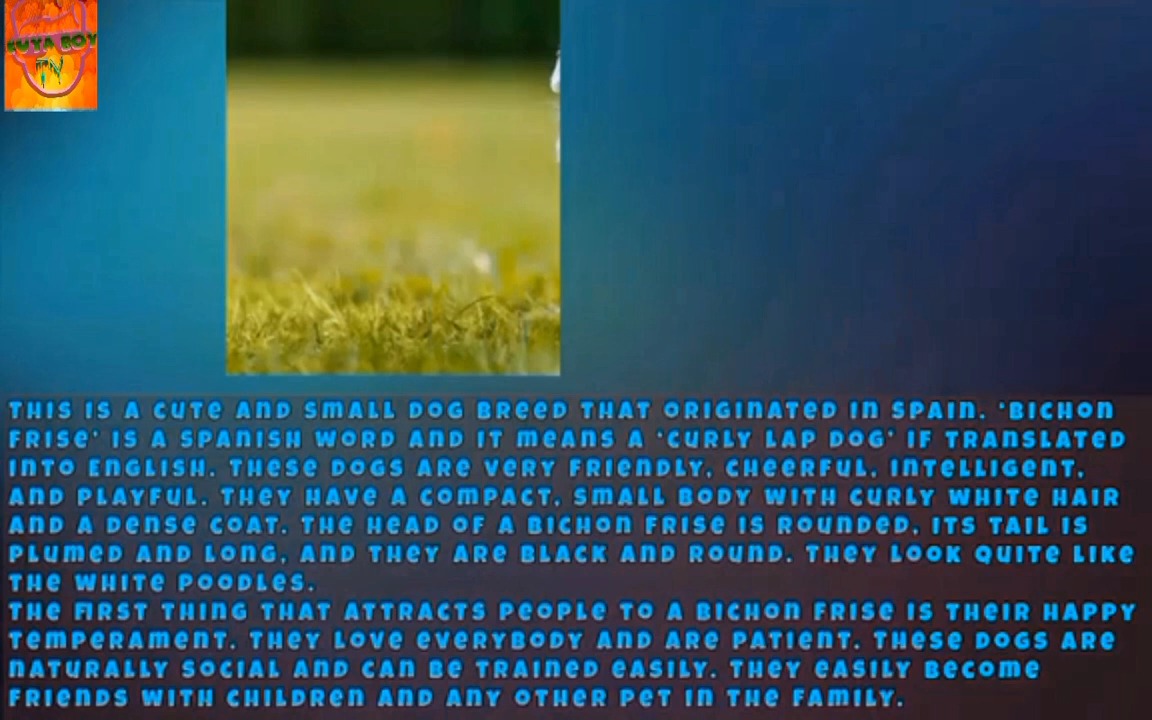 CUYA BOY
TV
THIS IS A CUTE AND SMALL DOG BREED THAT ORIGINATED IN SPAIN. 'BICHON
FRISE' IS A SPANISH WORD AND IT MEANS A 'CURLY LAP DOG' IF TRANSLATED
INTO ENGLISH. THESE DOGS ARE VERY FRIENDLY, CHEERFUL, INTELLIGENT,
AND PLAYFUL. THEY HAVE A COMPACT, SMALL BODY WITH CURLY WHITE HAIR
AND A DENSE COAT. THE HEAD OF A BICHON FRISE IS ROUNDED, ITS TAIL IS
PLUMED AND LONG, AND THEY ARE BLACK AND ROUND. THEY LOOK QUITE LIKE
THE WHITE POODLES.
THE FIRST THING THAT ATTRACTS PEOPLE TO A BICHON FRISE IS THEIR HAPPY
TEMPERAMENT. THEY LOVE EVERYBODY AND ARE PATIENT. THESE DOGS ARE
NATURALLY SOCIAL AND CAN BE TRAINED EASILY. THEY EASILY BECOME
FRIENDS WITH CHILDREN AND ANY OTHER PET IN THE FAMILY.